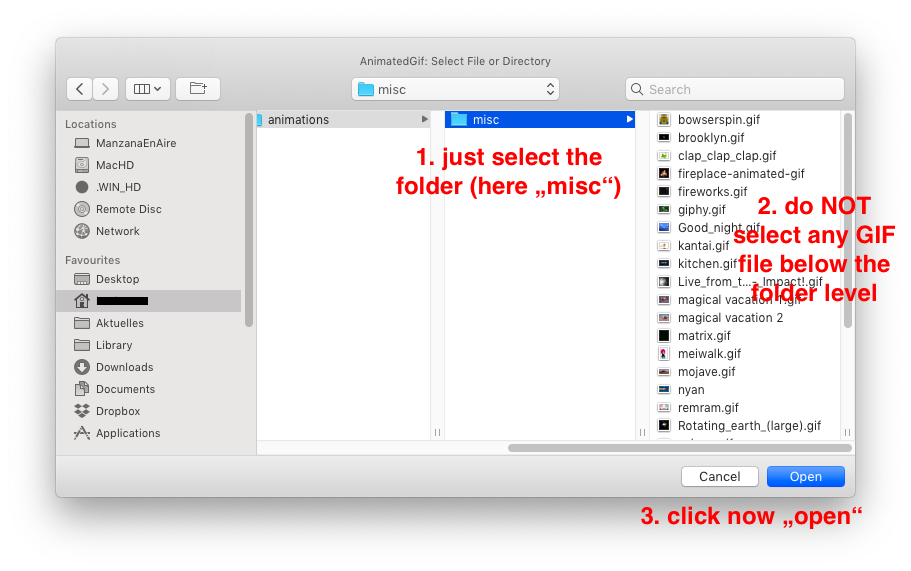 AnimatedGif: Select File or Directory
misc
Search
Locations
ManzanaEnAire
MacHD
.WIN_HD
Remote Disc
Network
Favourites
Desktop
Aktuelles
Library
Downloads
Documents
Dropbox
Applications
animations
misc
1. just select the
folder (here „misc“)
bowserspin.gif
brooklyn.gif
clap_clap_clap.gif
fireplace-animated-gif
fireworks.gif
giphy.gif
Good_night.gif
kantai.gif
kitchen.gif
Live_from_t...- Impact!.gif
magical vacation 1.gif
magical vacation 2
matrix.gif
meiwalk.gif
mojave.gif
nyan
remram.gif
Rotating_earth_(large).gif
2. do NOT
select any GIF
file below the
folder level
Cancel
Open
3. click now „open“